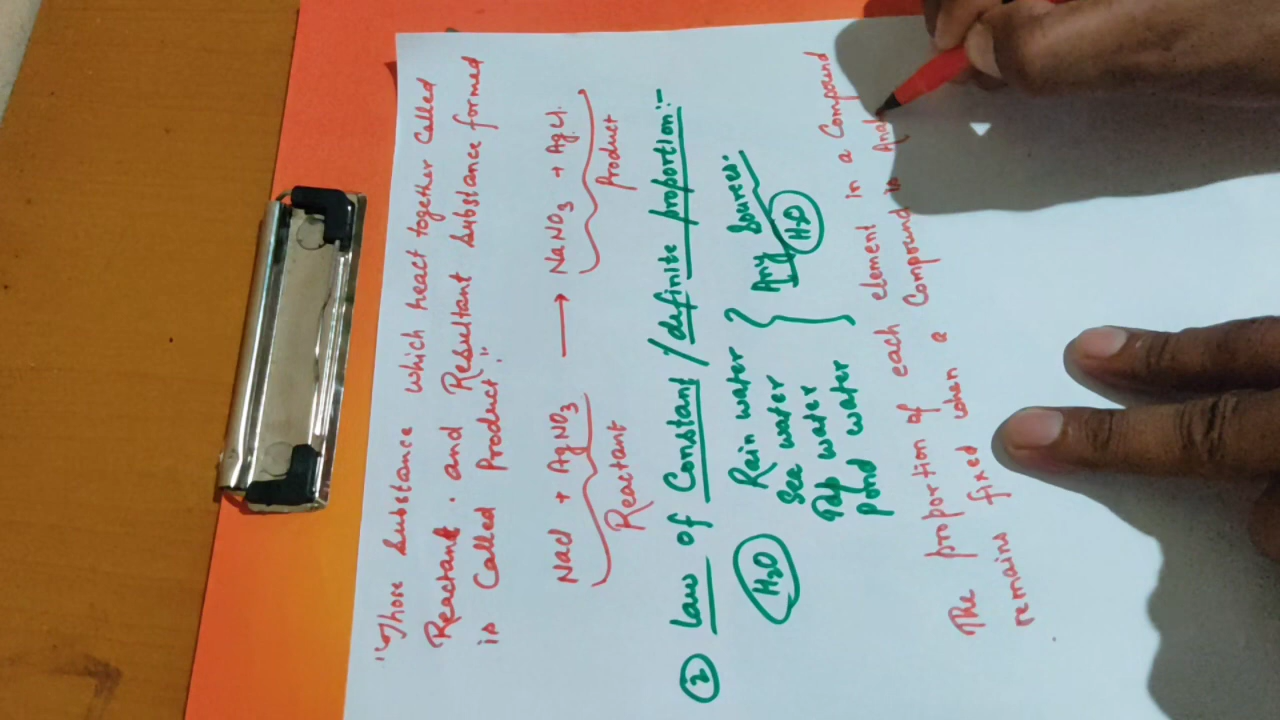 "Those substance which react together called
Reactant. and Resultant substance formed
is called Product".
Nacl + AgNO3 → NaNO3 + AgCl.
Reactant Product
② Law of Constant / definite proportion:-
H2O Rain water Any Sources.
See water H2O
Tap water
Pond water
The proportion of each element in a Compound
remains fixed when a Compound is Anal